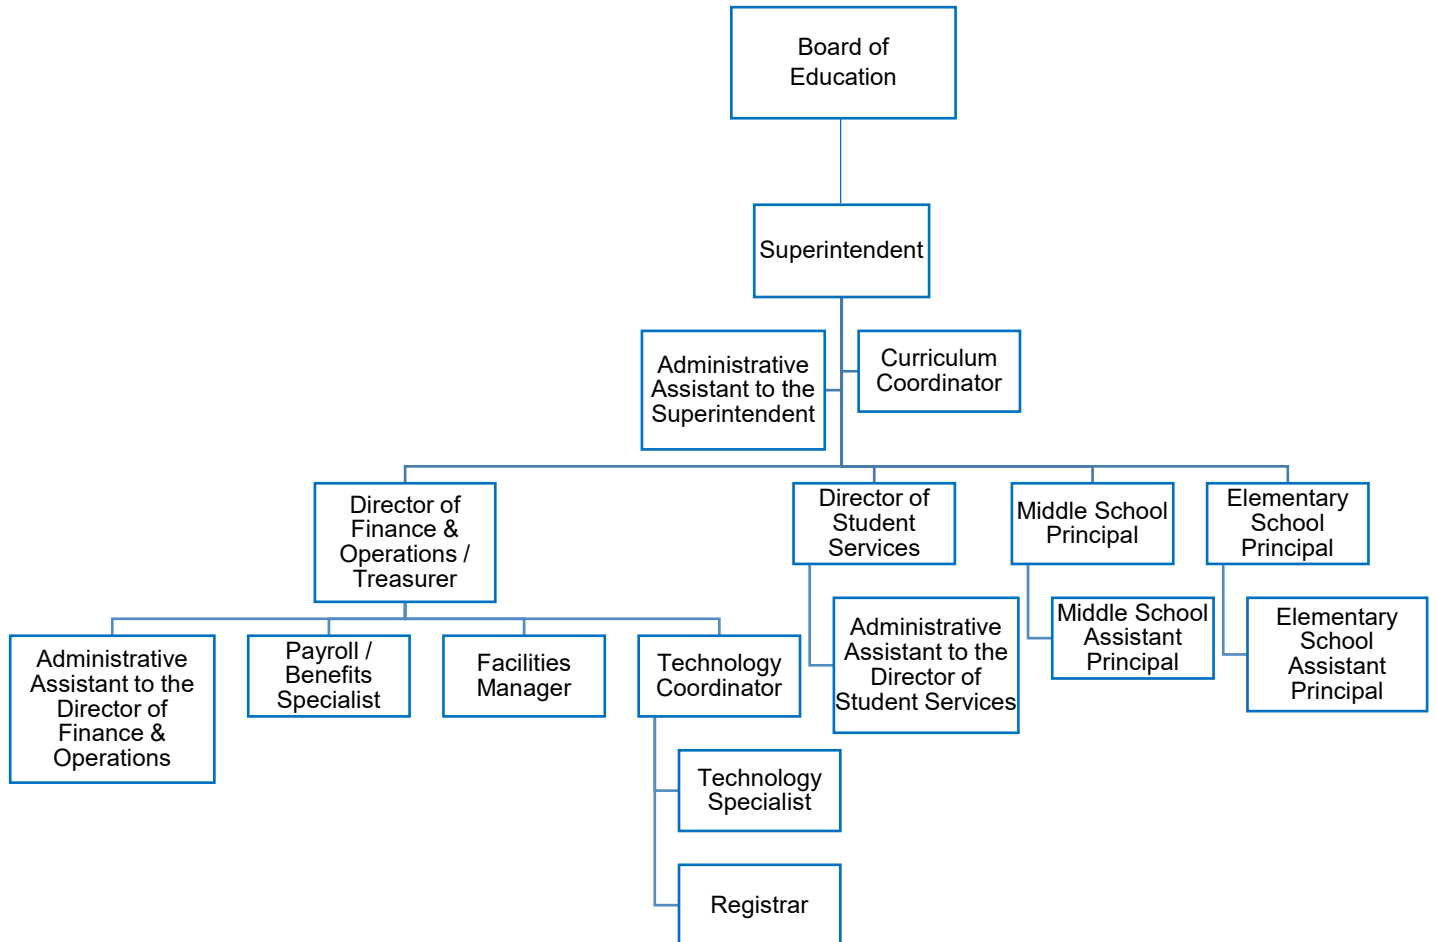 Board of
Education
Superintendent
Administrative
Assistant to the
Superintendent
Curriculum
Coordinator
Director of
Finance &
Operations /
Treasurer
Director of
Student
Services
Middle School
Principal
Elementary
School
Principal
Administrative
Assistant to the
Director of
Finance &
Operations
Payroll /
Benefits
Specialist
Facilities
Manager
Technology
Coordinator
Administrative
Assistant to the
Director of
Student Services
Middle School
Assistant
Principal
Elementary
School
Assistant
Principal
Technology
Specialist
Registrar